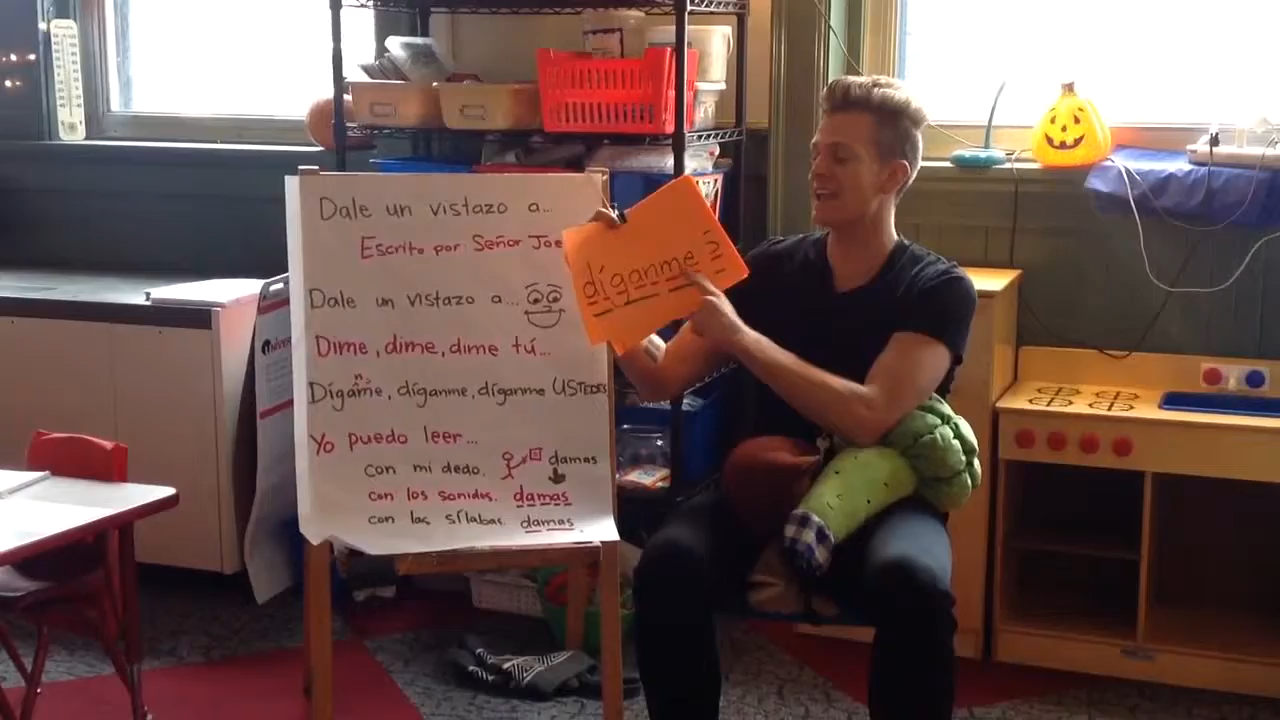 Dale un vistazo a...
Escrito por Señor Joe
Dale un vistazo a...
Dime, dime, dime tú...
Díganme, díganme, díganme USTEDES
Yo puedo leer...
con mi dedo. damas
con los sonidos. damas
con las sílabas. damas
díganme